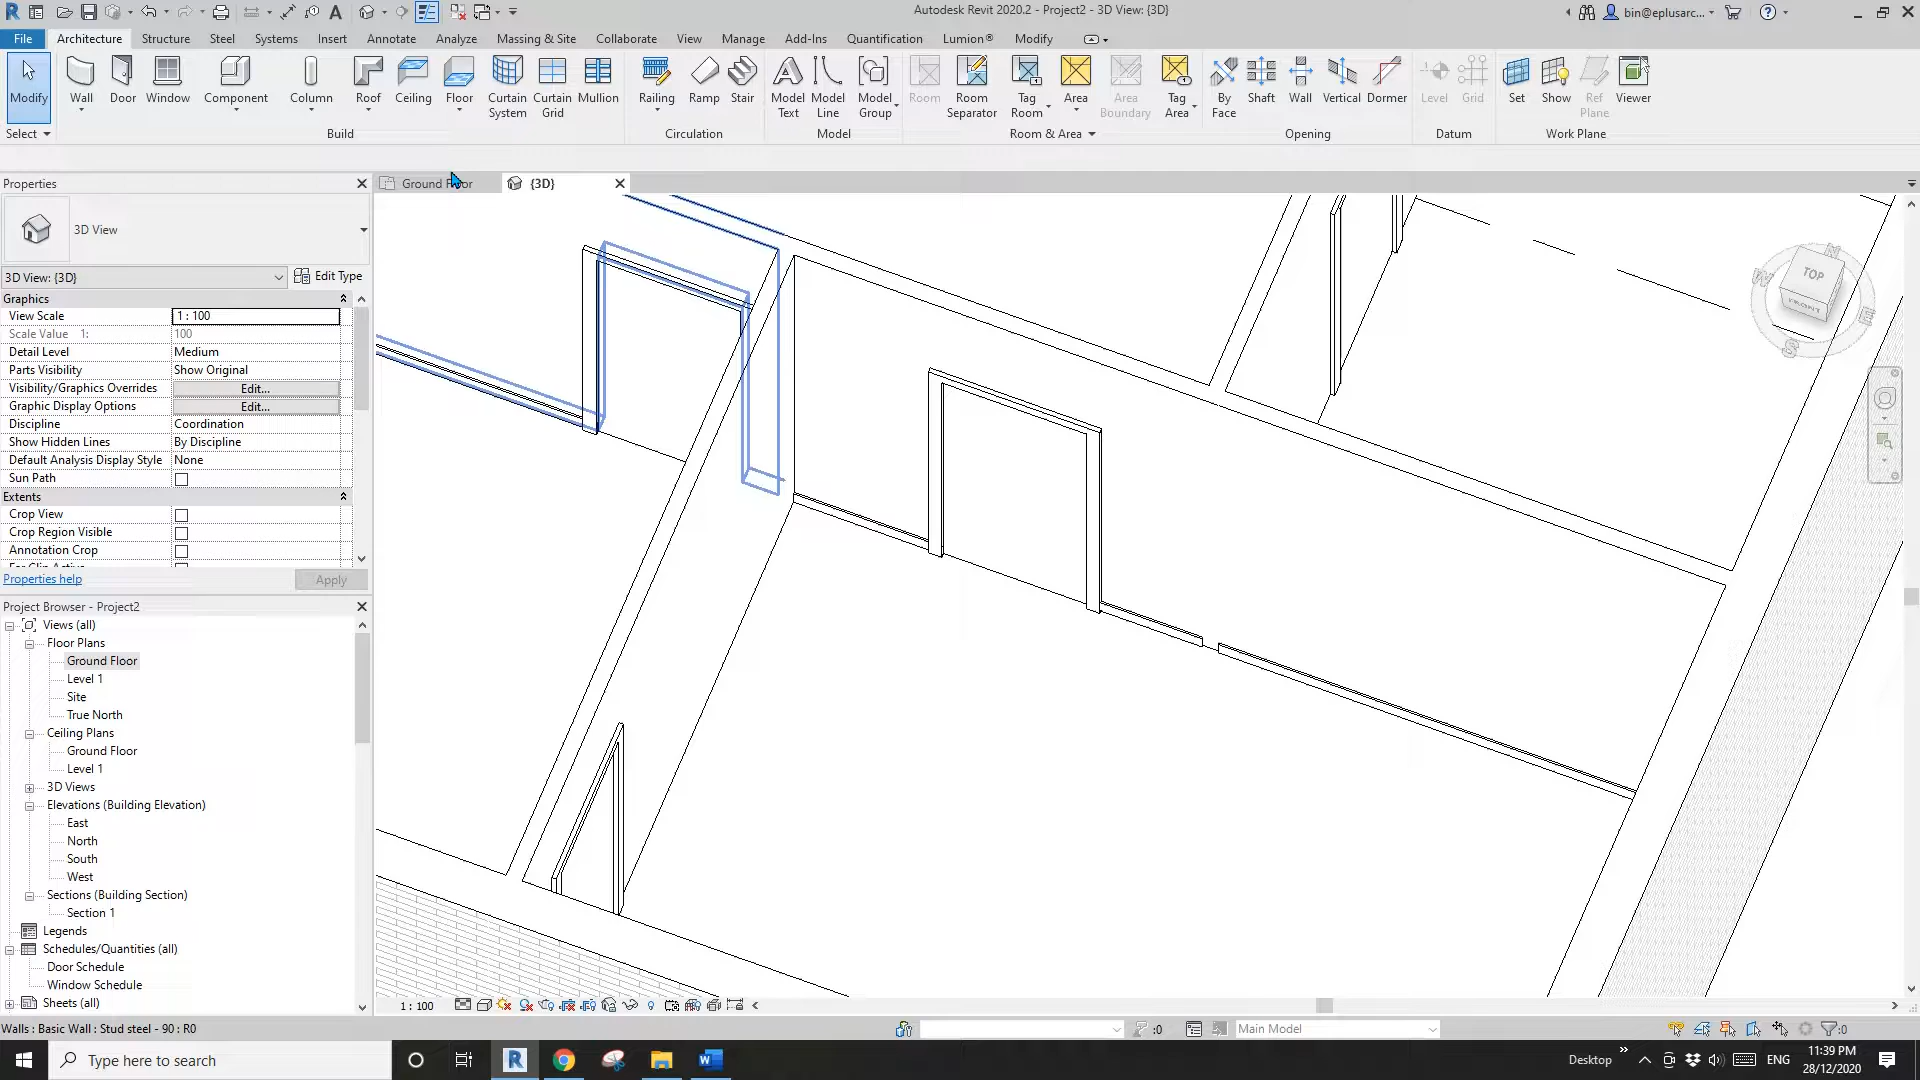 Autodesk Revit 2020.2 - Project2 - 3D View: {3D}
bin@eplusarc...
File Architecture Structure Steel Systems Insert Annotate Analyze Massing & Site Collaborate View Manage Add-Ins Quantification Lumion® Modify
Modify Wall Door Window Component Column Roof Ceiling Floor Curtain System Curtain Grid Mullion Railing Ramp Stair Model Text Model Line Model Group Room Room Separator Tag Room Area Area Boundary Tag Area By Face Shaft Wall Vertical Dormer Level Grid Set Show Ref Plane Viewer
Select Build Circulation Model Room & Area Opening Datum Work Plane
Properties
Ground Floor
{3D}
3D View
3D View: {3D}
Edit Type
Graphics
View Scale 1 : 100
Scale Value 1: 100
Detail Level Medium
Parts Visibility Show Original
Visibility/Graphics Overrides Edit...
Graphic Display Options Edit...
Discipline Coordination
Show Hidden Lines By Discipline
Default Analysis Display Style None
Sun Path
Extents
Crop View
Crop Region Visible
Annotation Crop
Far Clip Active
Properties help
Apply
TOP
FRONT
N
W
E
S
Project Browser - Project2
Views (all)
Floor Plans
Ground Floor
Level 1
Site
True North
Ceiling Plans
Ground Floor
Level 1
3D Views
Elevations (Building Elevation)
East
North
South
West
Sections (Building Section)
Section 1
Legends
Schedules/Quantities (all)
Door Schedule
Window Schedule
Sheets (all)
1 : 100
Walls : Basic Wall : Stud steel - 90 : R0
:0
Main Model
:0
Type here to search
Desktop
ENG
11:39 PM
28/12/2020